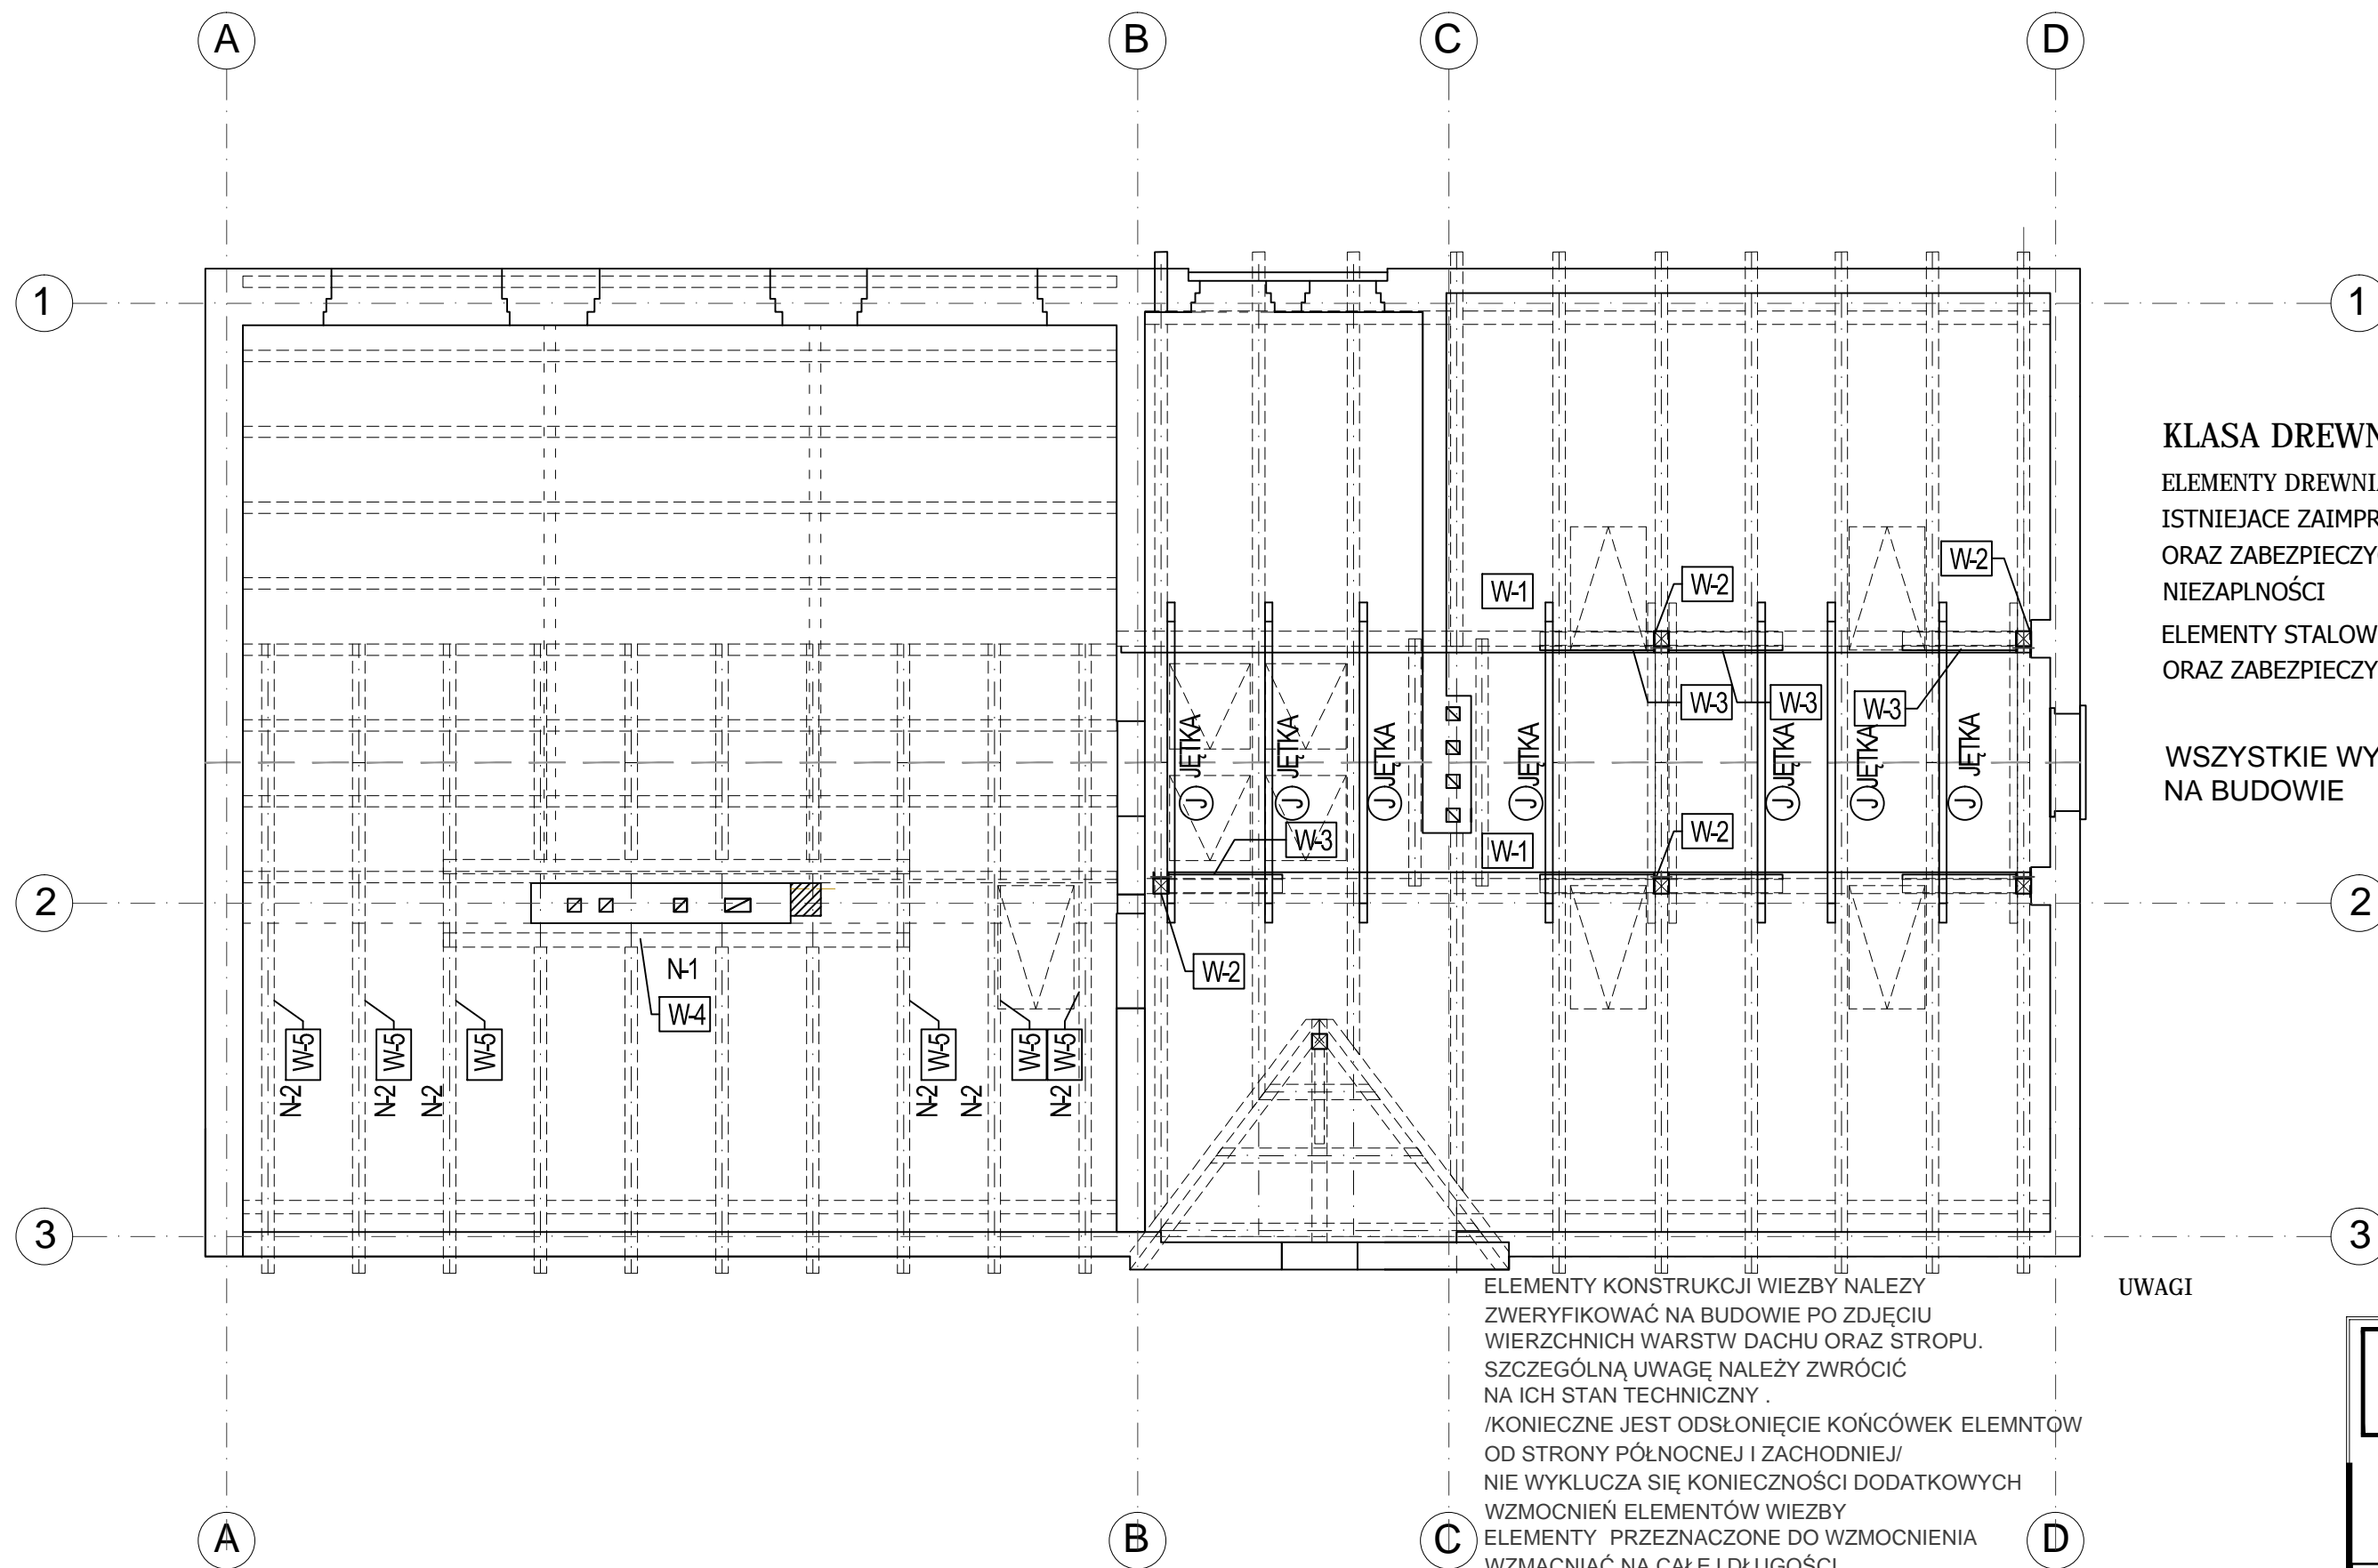 A B C D
1 1
KLASA DREWN
ELEMENTY DREWNIA
ISTNIEJACE ZAIMPR
ORAZ ZABEZPIECZY
NIEZAPLNOŚCI
ELEMENTY STALOW
ORAZ ZABEZPIECZY
WSZYSTKIE WY
NA BUDOWIE
W-1 W-2 W-2
W-3 W-3 W-3
JĘTKA JĘTKA JĘTKA JĘTKA JĘTKA JĘTKA JĘTKA
J J J J J J J
W-3 W-1 W-2
2 2
N-1 W-2
W-4
W-5 W-5 W-5 W-5 W-5 W-5
N-2 N-2 N-2 N-2 N-2 N-2
3 3
UWAGI
ELEMENTY KONSTRUKCJI WIEZBY NALEZY
ZWERYFIKOWAĆ NA BUDOWIE PO ZDJĘCIU
WIERZCHNICH WARSTW DACHU ORAZ STROPU.
SZCZEGÓLNĄ UWAGĘ NALEŻY ZWRÓCIĆ
NA ICH STAN TECHNICZNY .
/KONIECZNE JEST ODSŁONIĘCIE KOŃCÓWEK ELEMNTOW
OD STRONY PÓŁNOCNEJ I ZACHODNIEJ/
NIE WYKLUCZA SIĘ KONIECZNOŚCI DODATKOWYCH
WZMOCNIEŃ ELEMENTÓW WIEZBY
ELEMENTY PRZEZNACZONE DO WZMOCNIENIA
WZMACNIAĆ NA CAŁEJ DŁUGOŚCI
A B C D